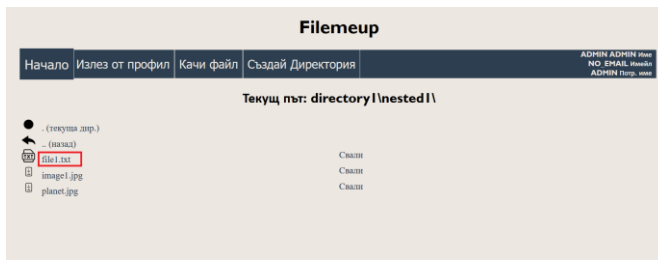 Filemeup
Начало Излез от профил Качи файл Създай Директория
ADMIN ADMIN Име
NO_EMAIL Имейл
ADMIN Потр. име
Текущ път: directory1\nested1\
. (текуща дир.)
.. (назад)
file1.txt Свали
image1.jpg Свали
planet.jpg Свали